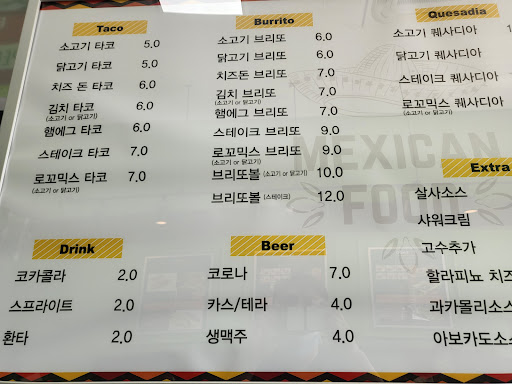 Taco
소고기 타코 5.0
닭고기 타코 5.0
치즈 돈 타코 6.0
김치 타코 6.0
(소고기 or 닭고기)
햄에그 타코 6.0
스테이크 타코 7.0
로꼬믹스 타코 7.0
(소고기 or 닭고기)
Burrito
소고기 브리또 6.0
닭고기 브리또 6.0
치즈돈 브리또 7.0
김치 브리또 7.0
(소고기 or 닭고기)
햄에그 브리또 7.0
스테이크 브리또 9.0
로꼬믹스 브리또 9.0
(소고기 or 닭고기)
브리또볼 (소고기 or 닭고기) 10.0
브리또볼 (스테이크) 12.0
Quesadia
소고기 퀘사디아
닭고기 퀘사디아
스테이크 퀘사디아
로꼬믹스 퀘사디아
(소고기 or 닭고기)
MEXICAN
FOOD
Extra
살사소스
사워크림
고수추가
할라피뇨 치즈
과카몰리소스
아보카도소
Drink
코카콜라 2.0
스프라이트 2.0
환타 2.0
Beer
코로나 7.0
카스/테라 4.0
생맥주 4.0